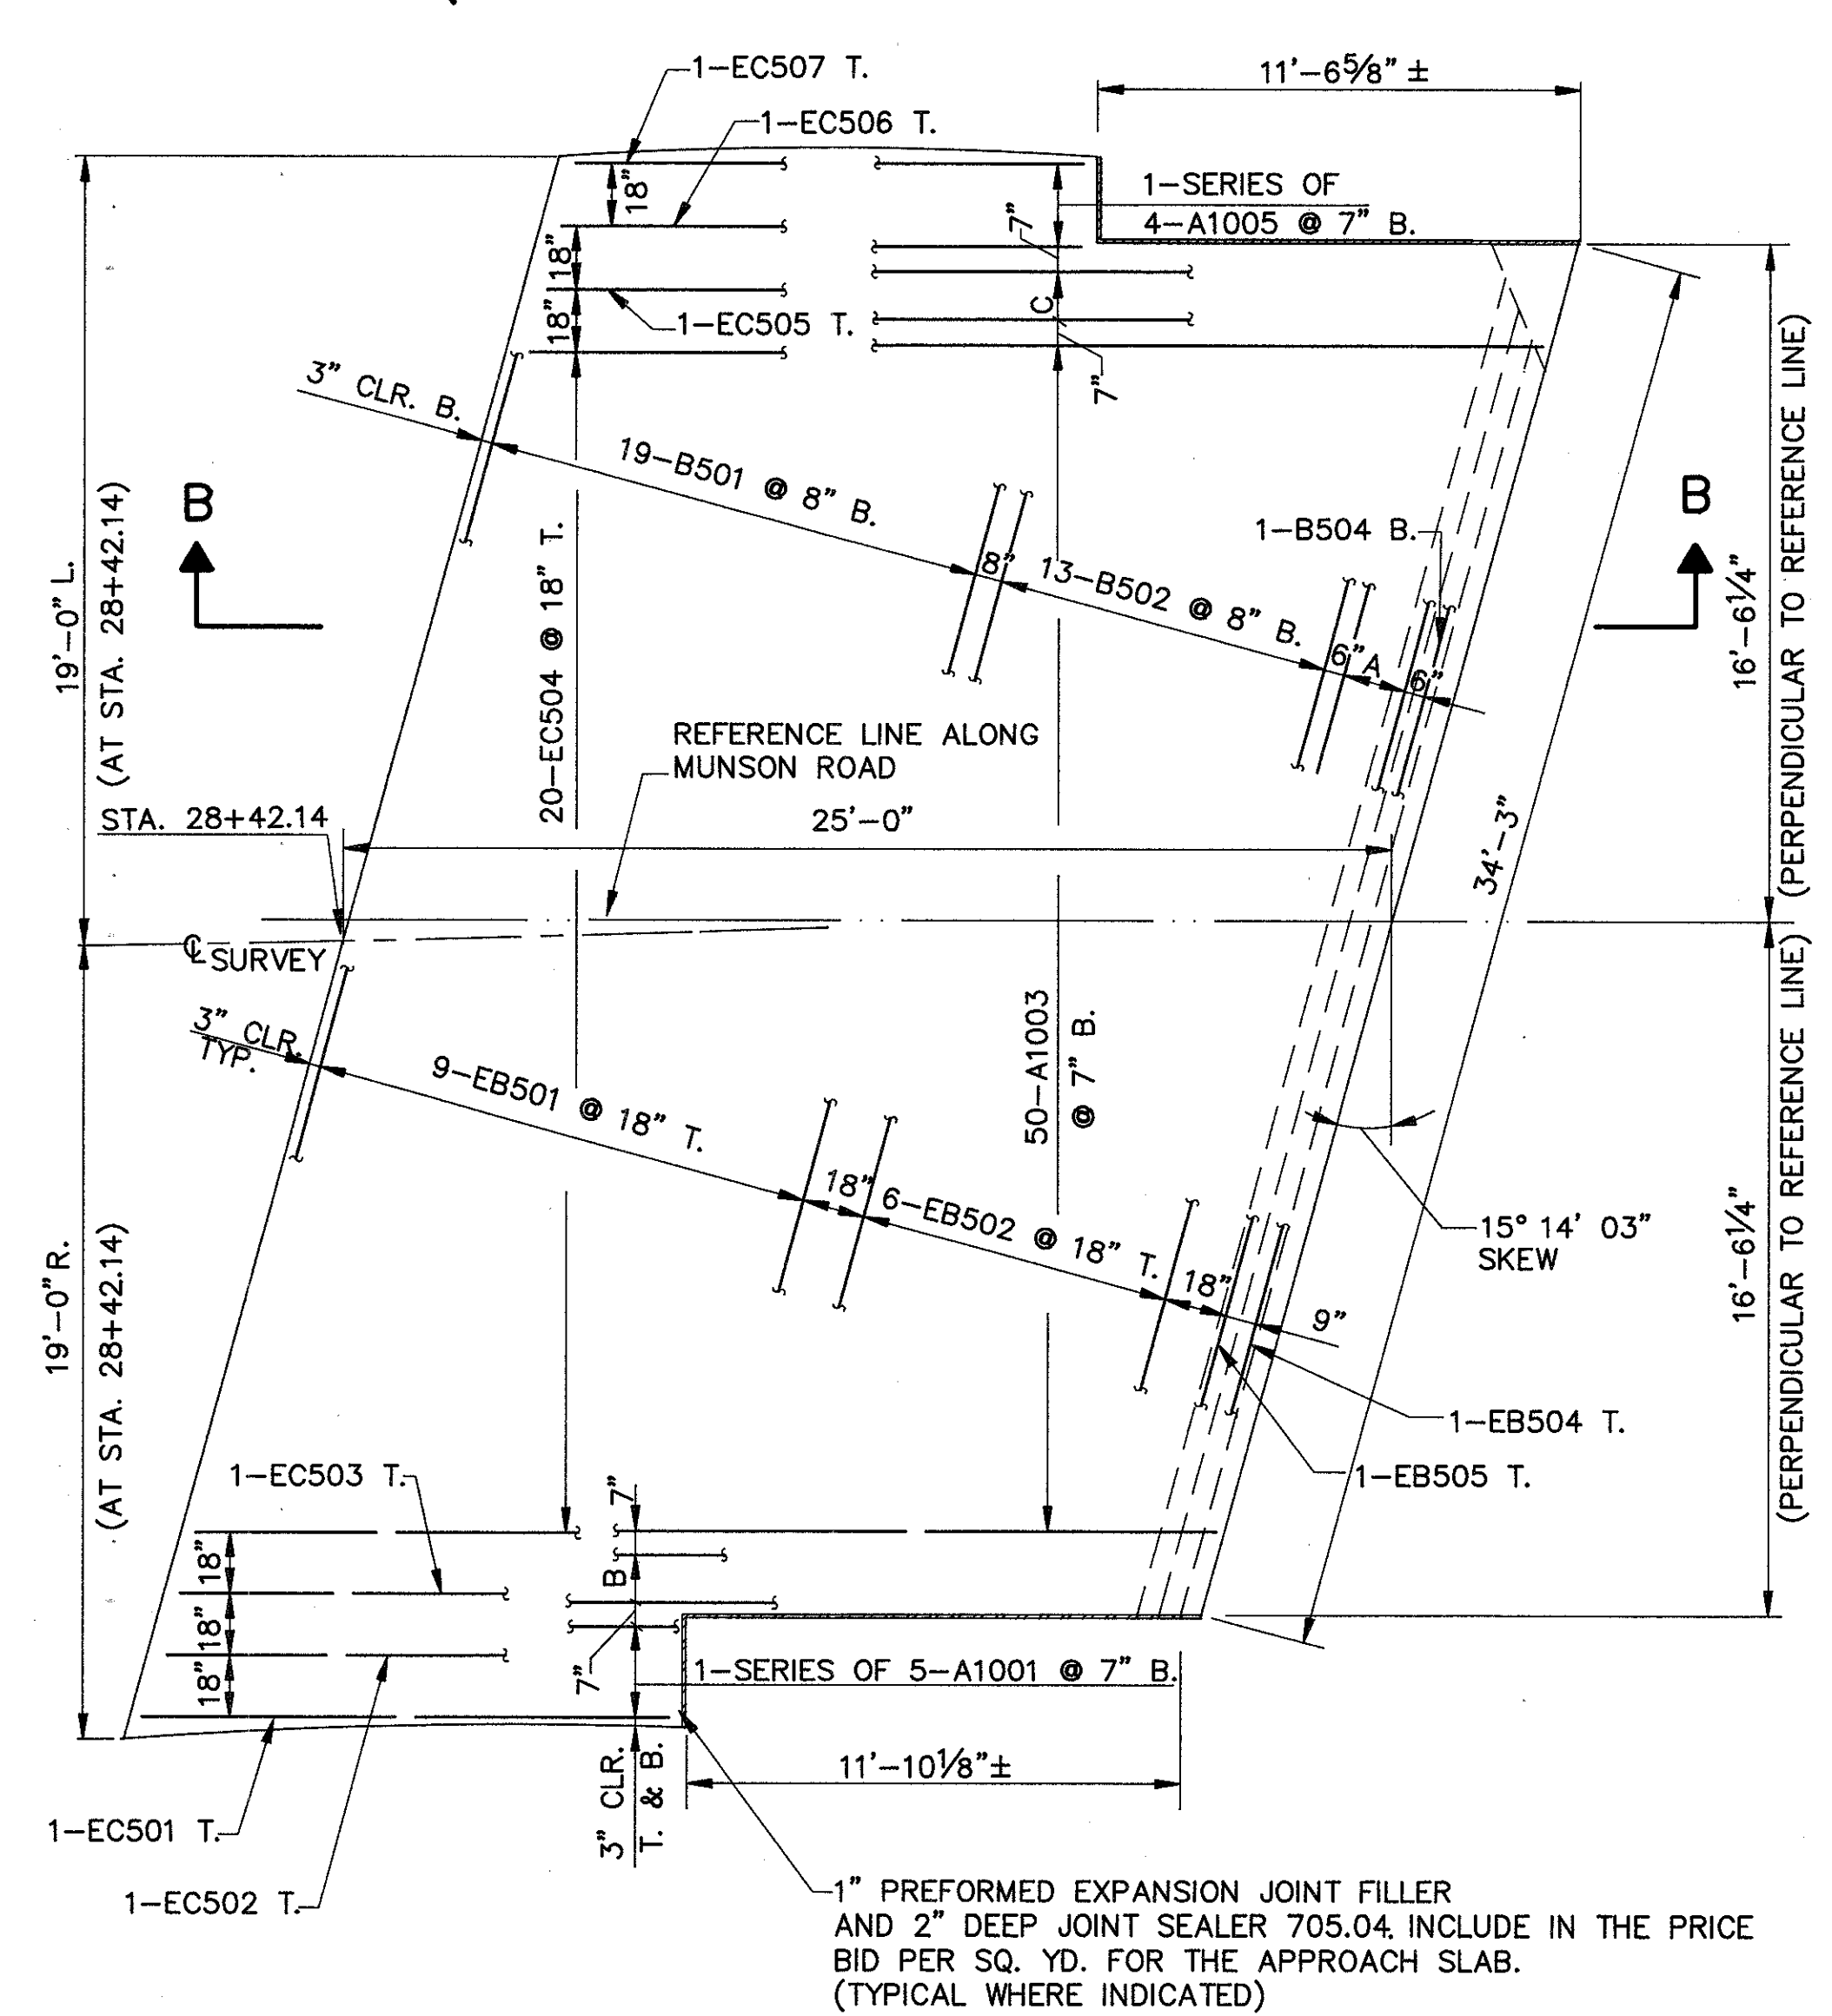 1-EC507 T.
11'-6⅝" ±
1-EC506 T.
18"
1-SERIES OF
4-A1005 @ 7" B.
7"
18"
C
18"
1-EC505 T.
7"
3" CLR. B.
19-B501 @ 8" B.
B
B
1-B504 B.
8"
13-B502 @ 8" B.
6"
A
6"
19'-0" L.
(AT STA. 28+42.14)
20-EC504 @ 18" T.
16'-6¼"
(PERPENDICULAR TO REFERENCE LINE)
REFERENCE LINE ALONG
MUNSON ROAD
STA. 28+42.14
25'-0"
34'-3"
℄ SURVEY
3" CLR.
TYP.
9-EB501 @ 18" T.
50-A1003
@ 7" B.
18"
6-EB502 @ 18" T.
18"
9"
15° 14' 03"
SKEW
16'-6¼"
(PERPENDICULAR TO REFERENCE LINE)
19'-0" R.
(AT STA. 28+42.14)
1-EB504 T.
1-EB505 T.
1-EC503 T.
7"
18"
B
18"
18"
7"
1-SERIES OF 5-A1001 @ 7" B.
3" CLR.
T. & B.
11'-10⅛"±
1-EC501 T.
1-EC502 T.
1" PREFORMED EXPANSION JOINT FILLER
AND 2" DEEP JOINT SEALER 705.04. INCLUDE IN THE PRICE
BID PER SQ. YD. FOR THE APPROACH SLAB.
(TYPICAL WHERE INDICATED)